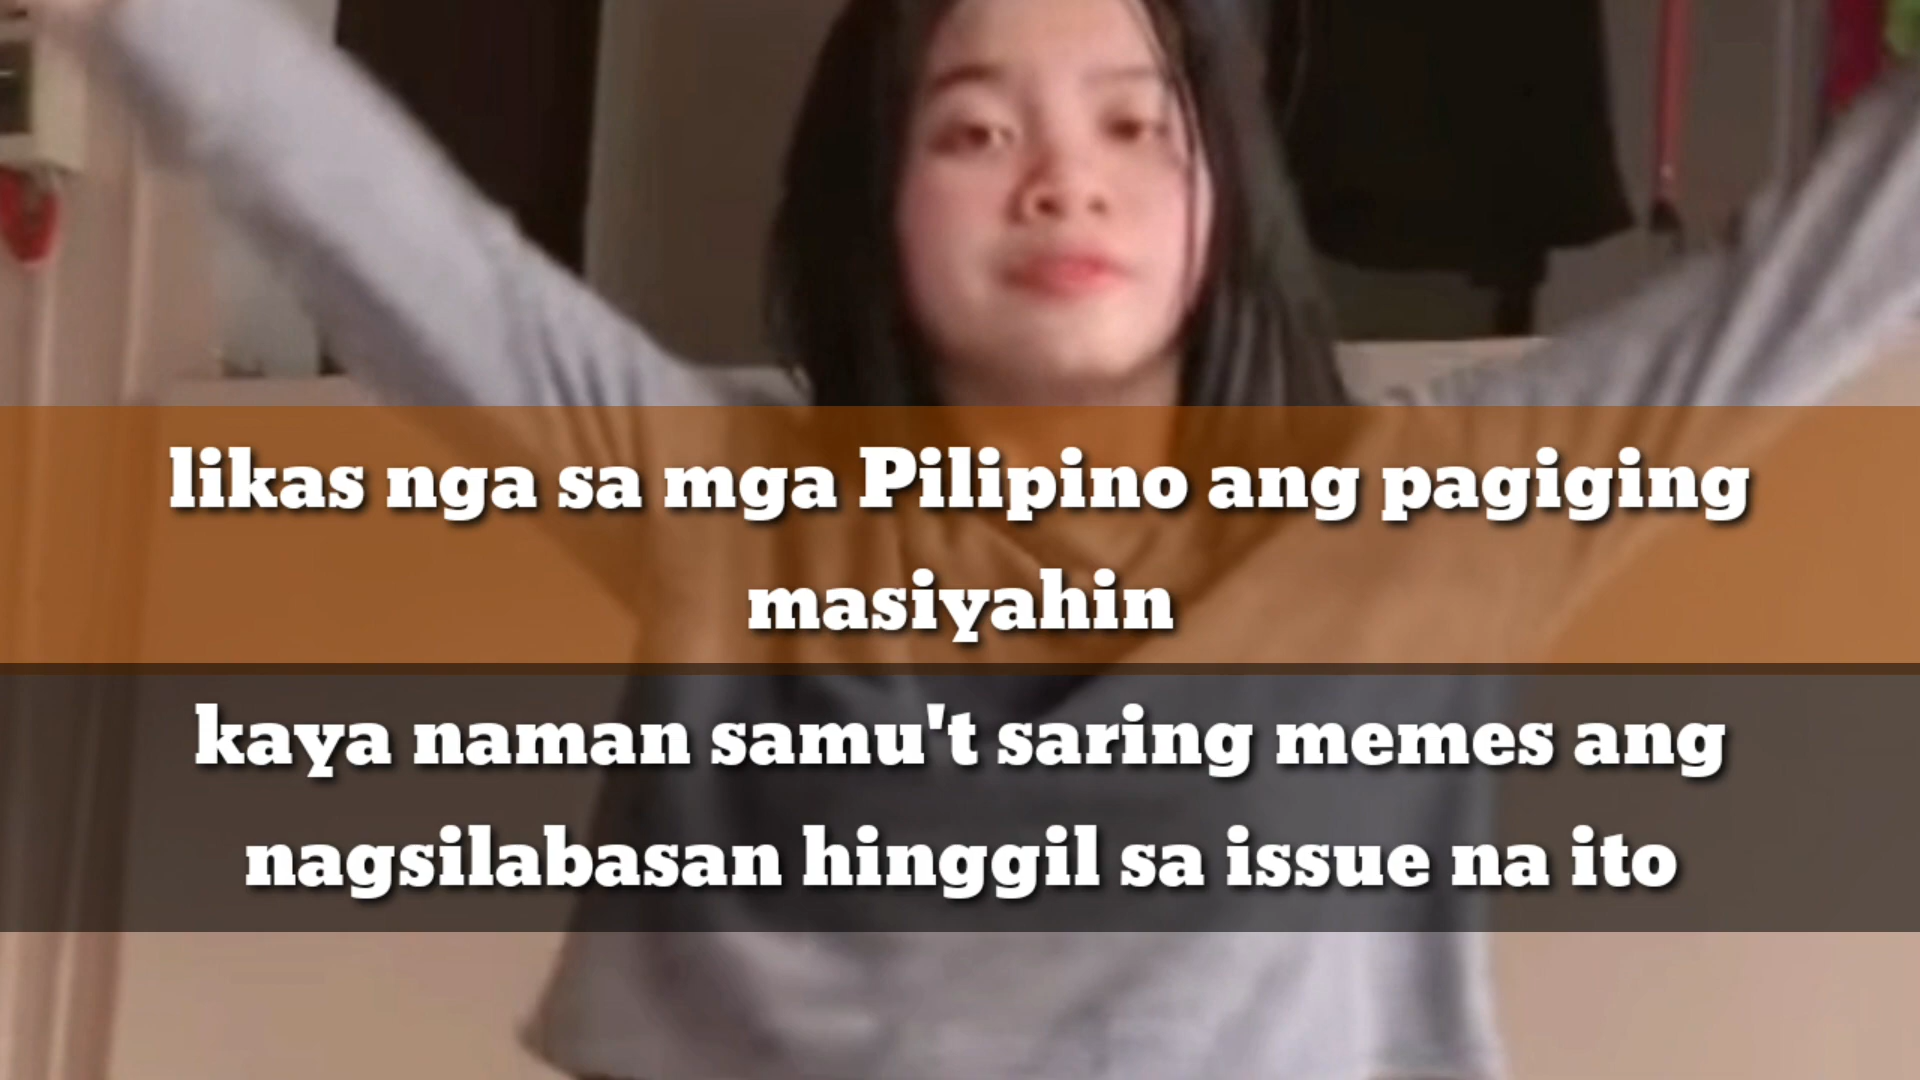 likas nga sa mga Pilipino ang pagiging
masiyahin
kaya naman samu't saring memes ang
nagsilabasan hinggil sa issue na ito